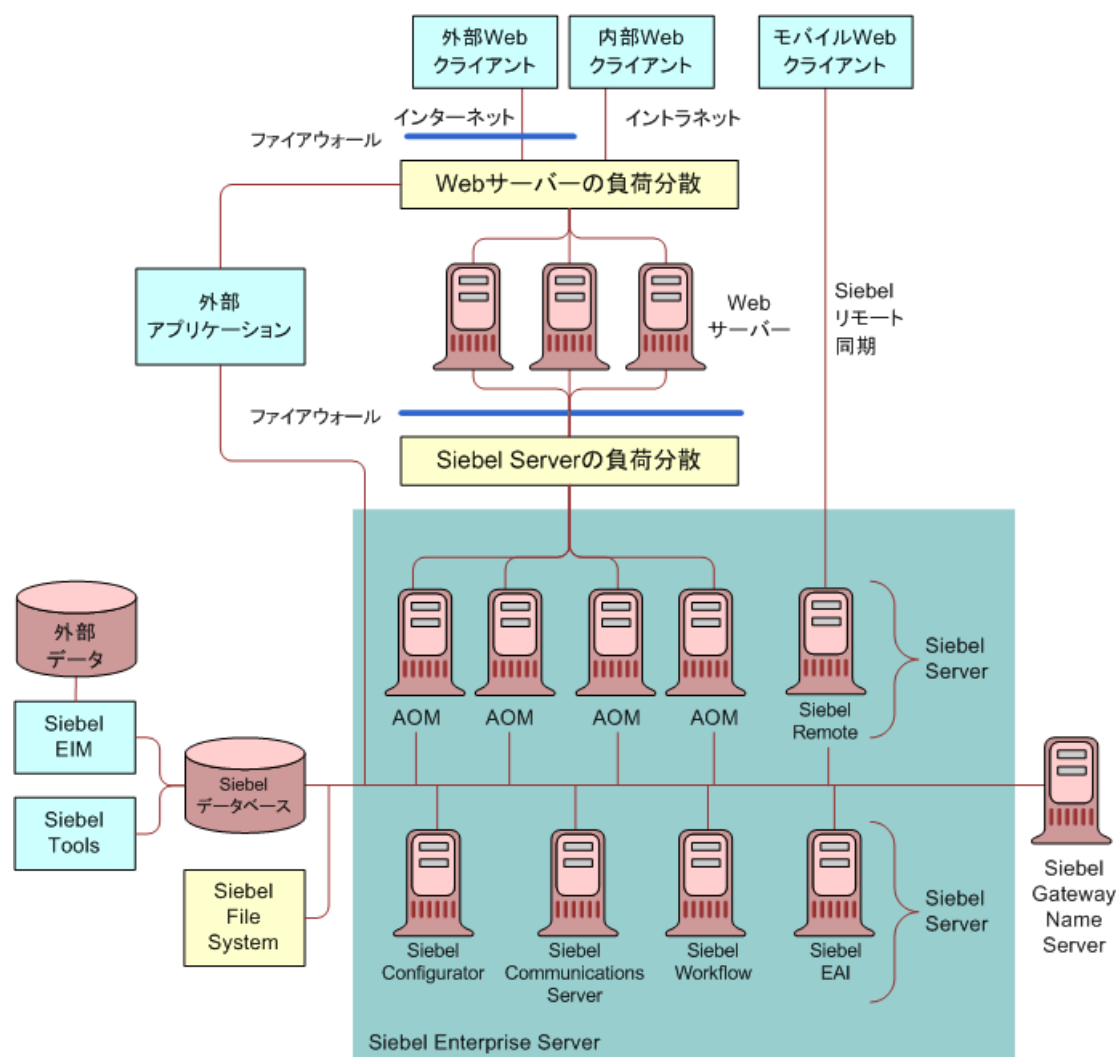 外部Web
クライアント
内部Web
クライアント
モバイルWeb
クライアント
インターネット
イントラネット
ファイアウォール
Webサーバーの負荷分散
外部
アプリケーション
Web
サーバー
Siebel
リモート
同期
ファイアウォール
Siebel Serverの負荷分散
外部
データ
AOM
AOM
AOM
AOM
Siebel
Remote
Siebel
Server
Siebel
EIM
Siebel
データベース
Siebel
Tools
Siebel
File
System
Siebel
Configurator
Siebel
Communications
Server
Siebel
Workflow
Siebel
EAI
Siebel
Server
Siebel
Gateway
Name
Server
Siebel Enterprise Server